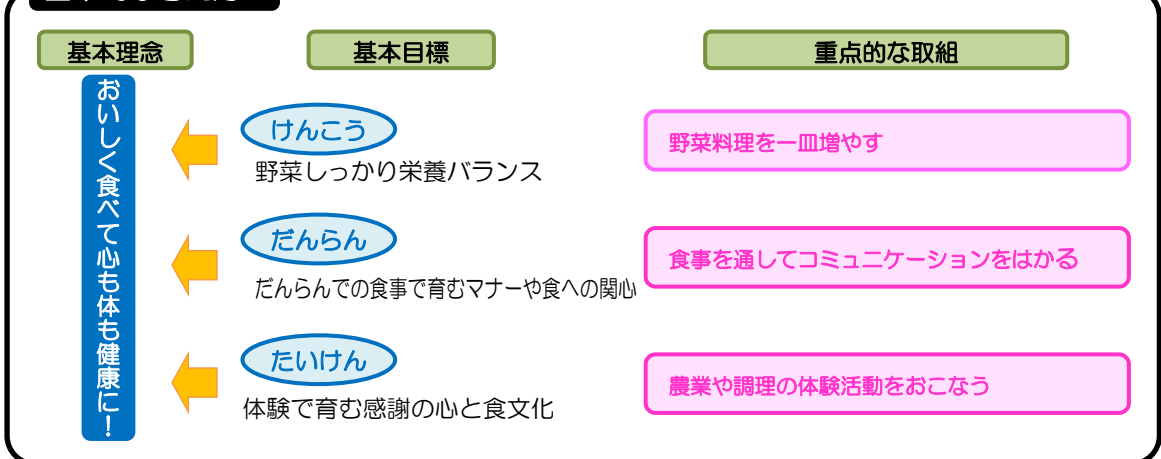 基本理念
基本目標
重点的な取組
おいしく食べて心も体も健康に！
けんこう
野菜しっかり栄養バランス
野菜料理を一皿増やす
だんらん
だんらんでの食事で育むマナーや食への関心
食事を通してコミュニケーションをはかる
たいけん
体験で育む感謝の心と食文化
農業や調理の体験活動をおこなう